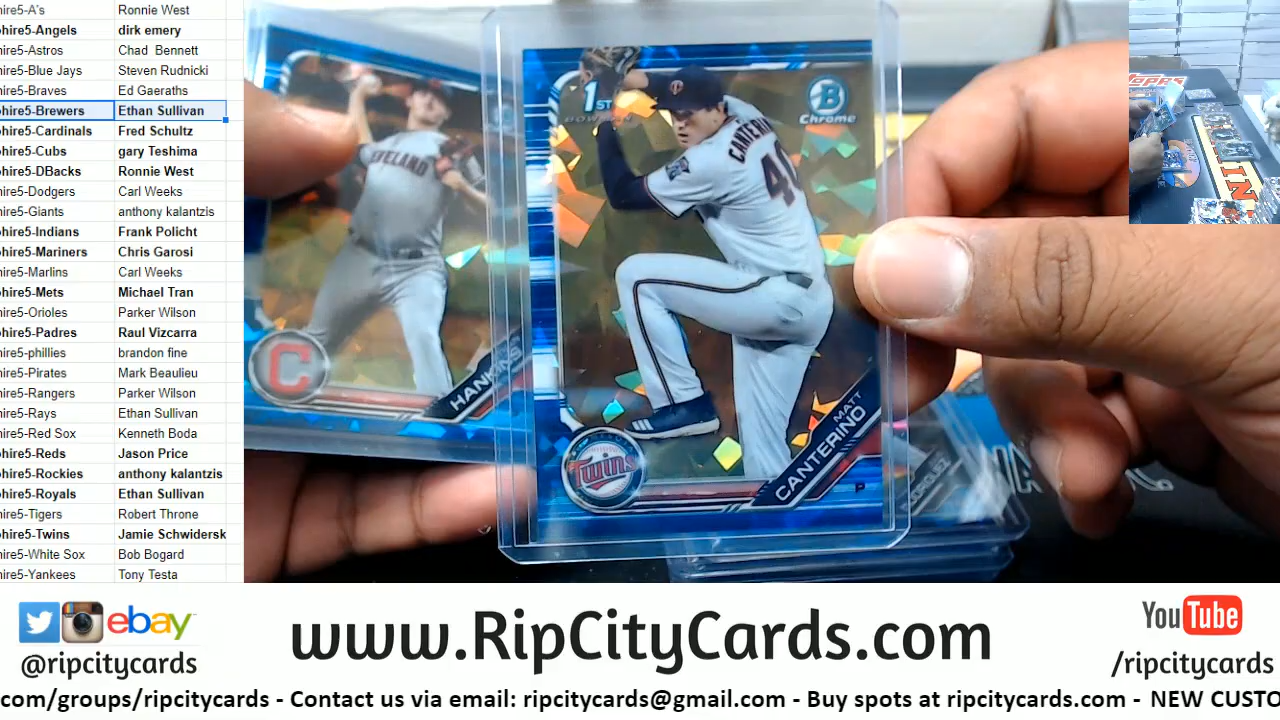 hire5-A's Ronnie West
hire5-Angels dirk emery
hire5-Astros Chad Bennett
hire5-Blue Jays Steven Rudnicki
hire5-Braves Ed Gaeraths
hire5-Brewers Ethan Sullivan
hire5-Cardinals Fred Schultz
hire5-Cubs gary Teshima
hire5-DBacks Ronnie West
hire5-Dodgers Carl Weeks
hire5-Giants anthony kalantzis
hire5-Indians Frank Policht
hire5-Mariners Chris Garosi
hire5-Marlins Carl Weeks
hire5-Mets Michael Tran
hire5-Orioles Parker Wilson
hire5-Padres Raul Vizcarra
hire5-phillies brandon fine
hire5-Pirates Mark Beaulieu
hire5-Rangers Parker Wilson
hire5-Rays Ethan Sullivan
hire5-Red Sox Kenneth Boda
hire5-Reds Jason Price
hire5-Rockies anthony kalantzis
hire5-Royals Ethan Sullivan
hire5-Tigers Robert Throne
hire5-Twins Jamie Schwidersk
hire5-White Sox Bob Bogard
hire5-Yankees Tony Testa
CLEVELAND
C
HANKINS
1ST
BOWMAN
B
Chrome
CANTERINO
Twins
MATT
CANTERINO
P
Topps
IN
ebay
@ripcitycards
www.RipCityCards.com
YouTube
/ripcitycards
com/groups/ripcitycards - Contact us via email: ripcitycards@gmail.com - Buy spots at ripcitycards.com - NEW CUSTO